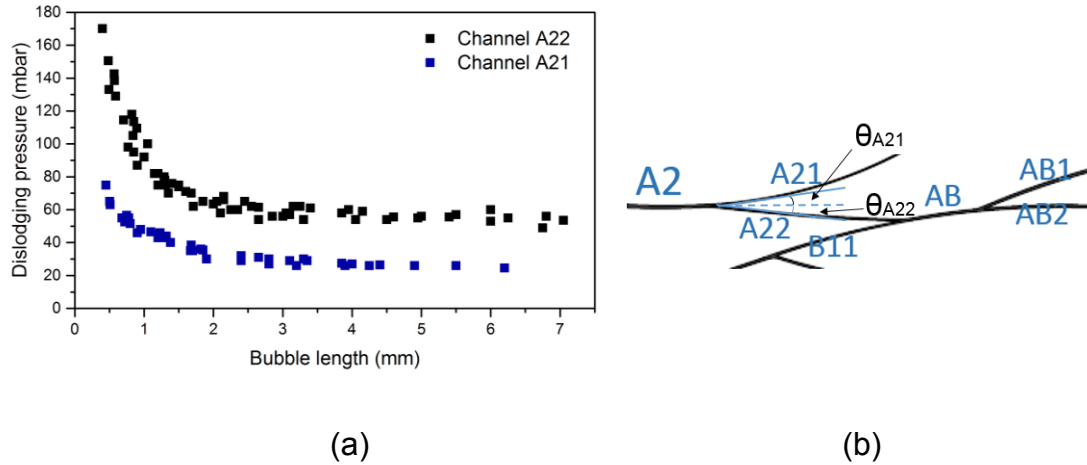 180
160
140
120
100
80
60
40
20
0
Dislodging pressure (mbar)
Channel A22
Channel A21
0 1 2 3 4 5 6 7
Bubble length (mm)
(a)
θA21
A21
A2
θA22
A22
B11
AB
AB1
AB2
(b)